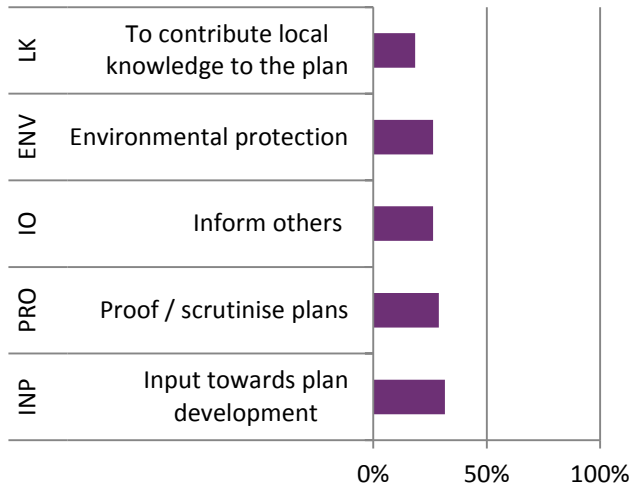 LK
To contribute local
knowledge to the plan
ENV
Environmental protection
IO
Inform others
PRO
Proof / scrutinise plans
INP
Input towards plan
development
0% 50% 100%